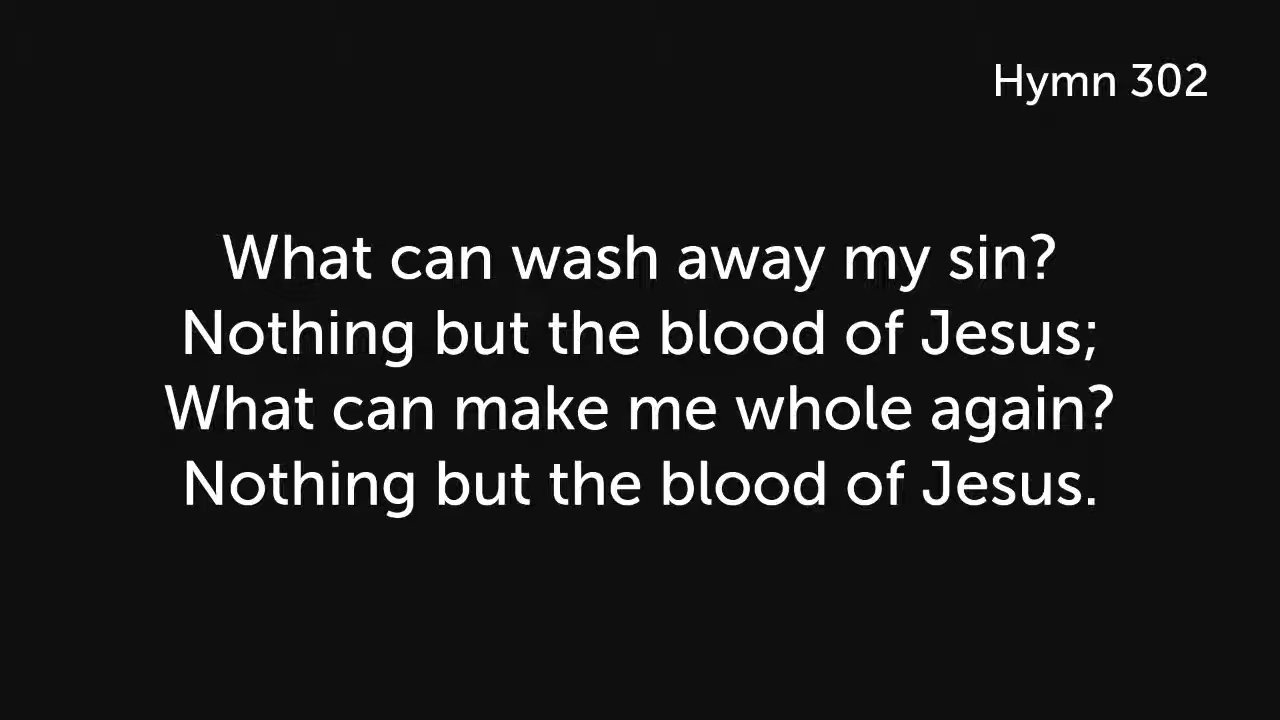 Hymn 302
What can wash away my sin?
Nothing but the blood of Jesus;
What can make me whole again?
Nothing but the blood of Jesus.